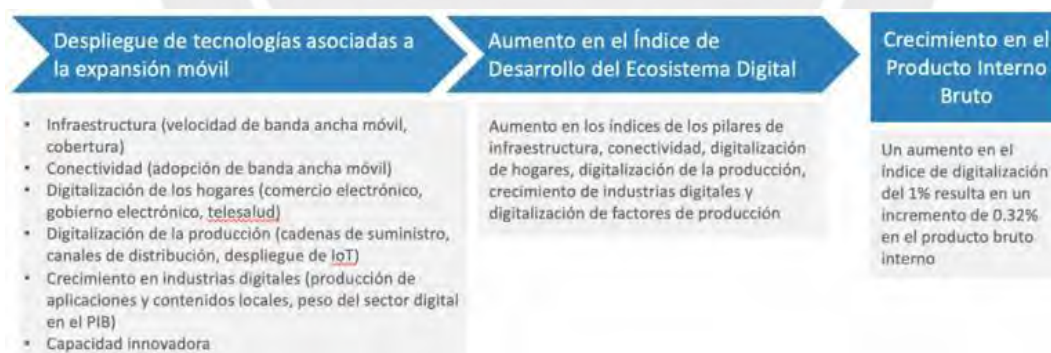 Despliegue de tecnologías asociadas a
la expansión móvil
• Infraestructura (velocidad de banda ancha móvil,
cobertura)
• Conectividad (adopción de banda ancha móvil)
• Digitalización de los hogares (comercio electrónico,
gobierno electrónico, telesalud)
• Digitalización de la producción (cadenas de suministro,
canales de distribución, despliegue de IoT)
• Crecimiento en industrias digitales (producción de
aplicaciones y contenidos locales, peso del sector digital
en el PIB)
• Capacidad innovadora
Aumento en el Índice de
Desarrollo del Ecosistema Digital
Aumento en los índices de los pilares de
infraestructura, conectividad, digitalización
de hogares, digitalización de la producción,
crecimiento de industrias digitales y
digitalización de factores de producción
Crecimiento en el
Producto Interno
Bruto
Un aumento en el
índice de digitalización
del 1% resulta en un
incremento de 0.32%
en el producto bruto
interno